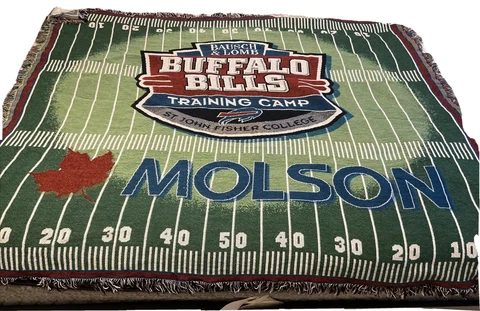 BAUSCH
& LOMB
BUFFALO
BILLS
TRAINING CAMP
ST JOHN FISHER COLLEGE
MOLSON
0 20 30 40 50 40 30 20 10